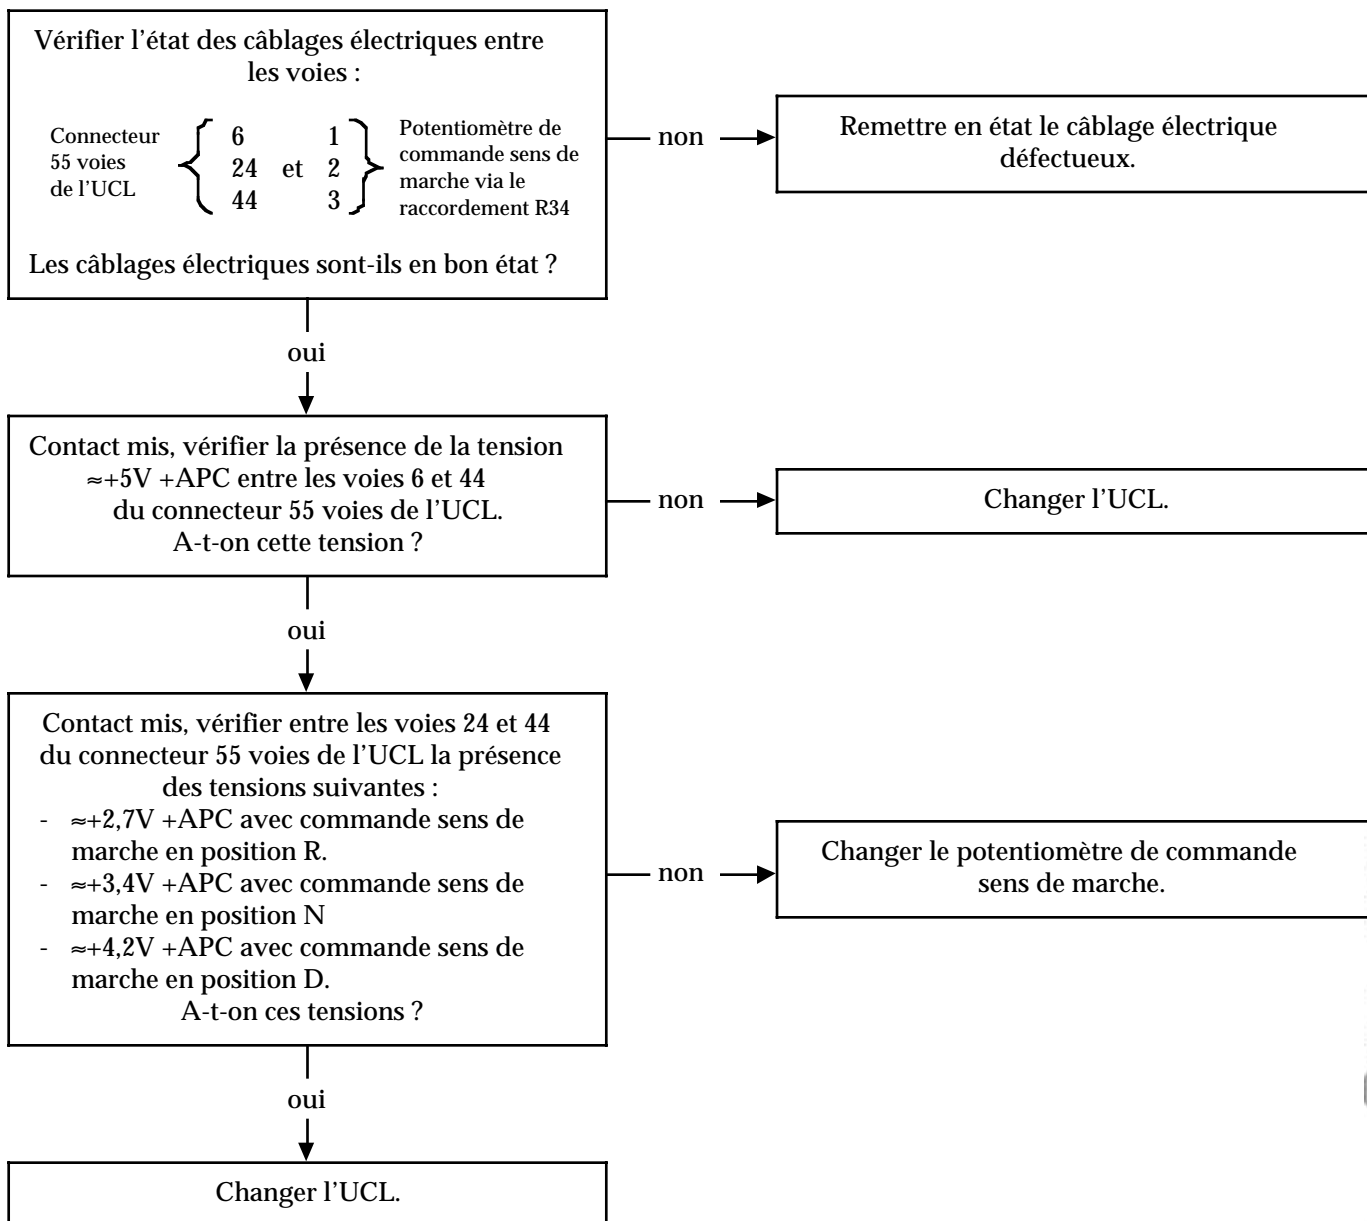 Vérifier l'état des câblages électriques entre
les voies :
Connecteur
55 voies
de l'UCL
6
24
44
et
1
2
3
Potentiomètre de
commande sens de
marche via le
raccordement R34
Les câblages électriques sont-ils en bon état ?
non
Remettre en état le câblage électrique
défectueux.
oui
Contact mis, vérifier la présence de la tension
≈+5V +APC entre les voies 6 et 44
du connecteur 55 voies de l'UCL.
A-t-on cette tension ?
non
Changer l'UCL.
oui
Contact mis, vérifier entre les voies 24 et 44
du connecteur 55 voies de l'UCL la présence
des tensions suivantes :
- ≈+2,7V +APC avec commande sens de
marche en position R.
- ≈+3,4V +APC avec commande sens de
marche en position N
- ≈+4,2V +APC avec commande sens de
marche en position D.
A-t-on ces tensions ?
non
Changer le potentiomètre de commande
sens de marche.
oui
Changer l'UCL.